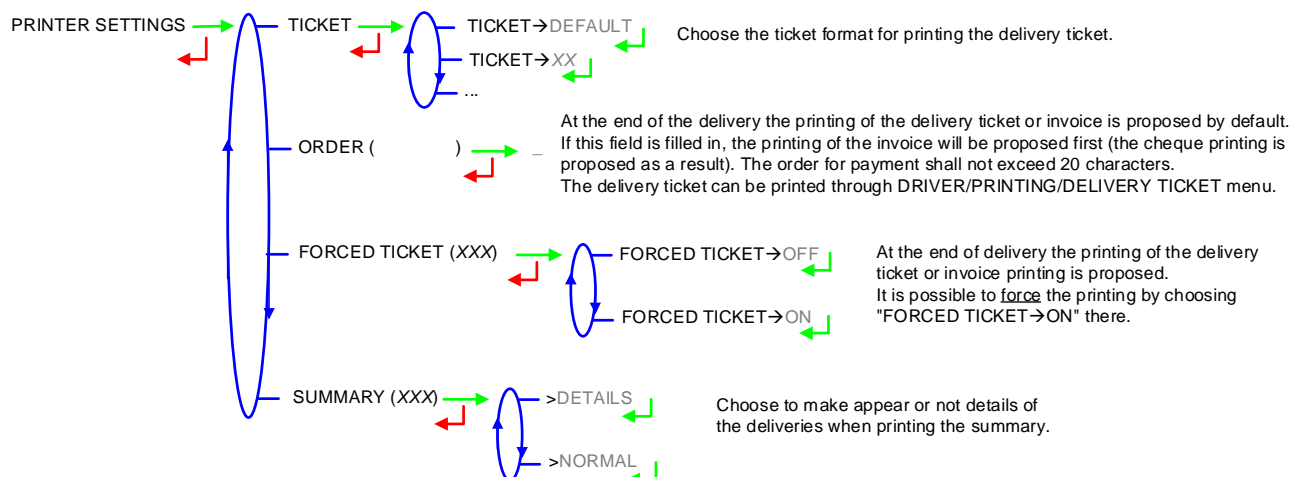 PRINTER SETTINGS
TICKET
TICKET→DEFAULT
Choose the ticket format for printing the delivery ticket.
TICKET→XX
...
At the end of the delivery the printing of the delivery ticket or invoice is proposed by default.
If this field is filled in, the printing of the invoice will be proposed first (the cheque printing is
ORDER (          )
_
proposed as a result). The order for payment shall not exceed 20 characters.
The delivery ticket can be printed through DRIVER/PRINTING/DELIVERY TICKET menu.
FORCED TICKET (XXX)
FORCED TICKET→OFF
At the end of delivery the printing of the delivery
ticket or invoice printing is proposed.
It is possible to force the printing by choosing
FORCED TICKET→ON
"FORCED TICKET→ON" there.
SUMMARY (XXX)
>DETAILS
Choose to make appear or not details of
the deliveries when printing the summary.
>NORMAL